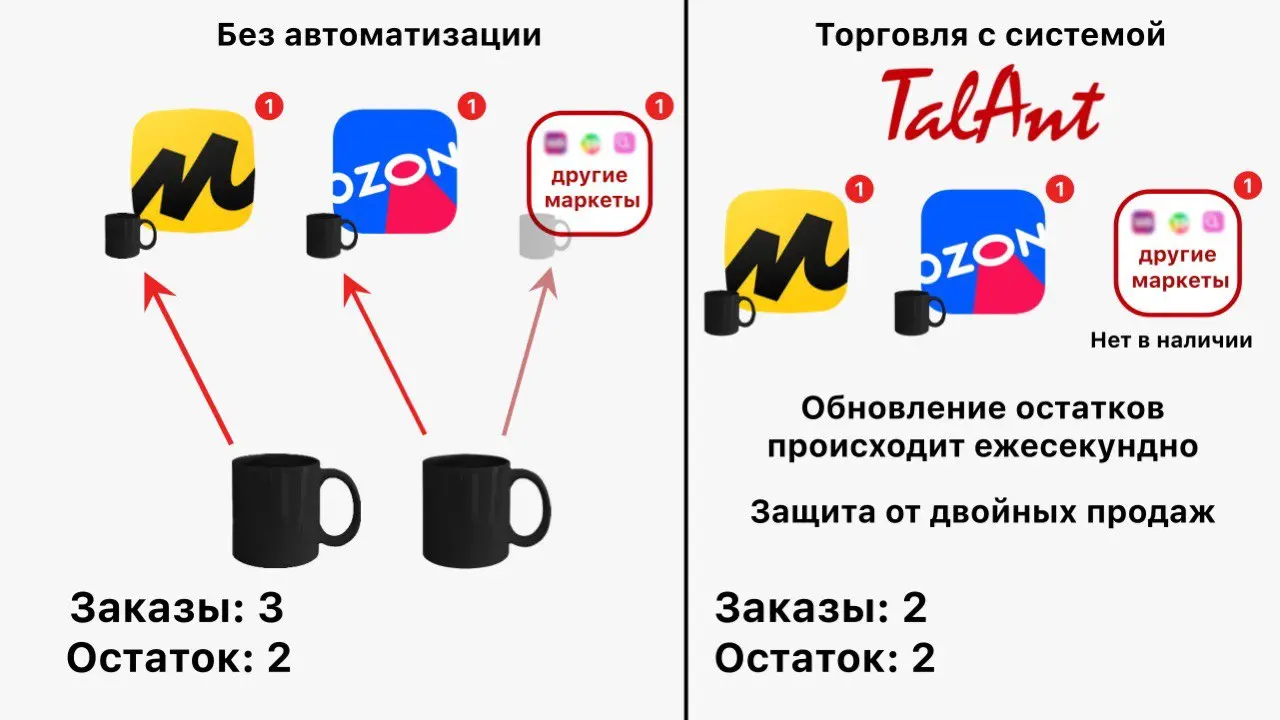 Без автоматизации
1
1
1
OZON
другие
маркеты
Заказы: 3
Остаток: 2
Торговля с системой
TalAnt
1
1
1
OZON
другие
маркеты
Нет в наличии
Обновление остатков
происходит ежесекундно
Защита от двойных продаж
Заказы: 2
Остаток: 2